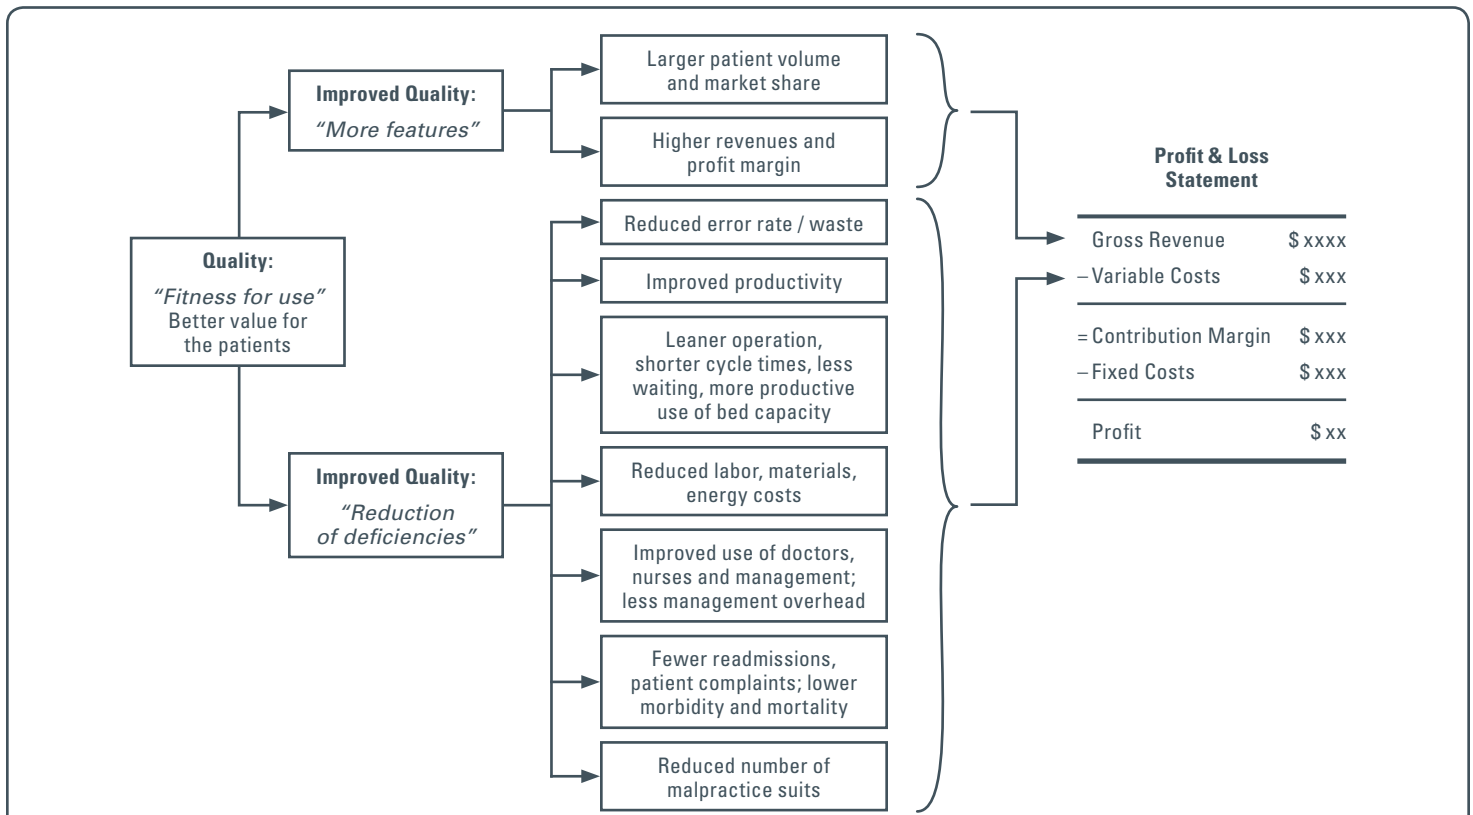 Larger patient volume
and market share
Improved Quality:
“More features”
Higher revenues and
profit margin
Profit & Loss
Statement
Reduced error rate / waste
Gross Revenue $ xxxx
Quality:
“Fitness for use”
Better value for
the patients
Improved productivity
– Variable Costs $ xxx
Leaner operation,
shorter cycle times, less
waiting, more productive
use of bed capacity
= Contribution Margin $ xxx
– Fixed Costs $ xxx
Profit $ xx
Improved Quality:
“Reduction
of deficiencies”
Reduced labor, materials,
energy costs
Improved use of doctors,
nurses and management;
less management overhead
Fewer readmissions,
patient complaints; lower
morbidity and mortality
Reduced number of
malpractice suits